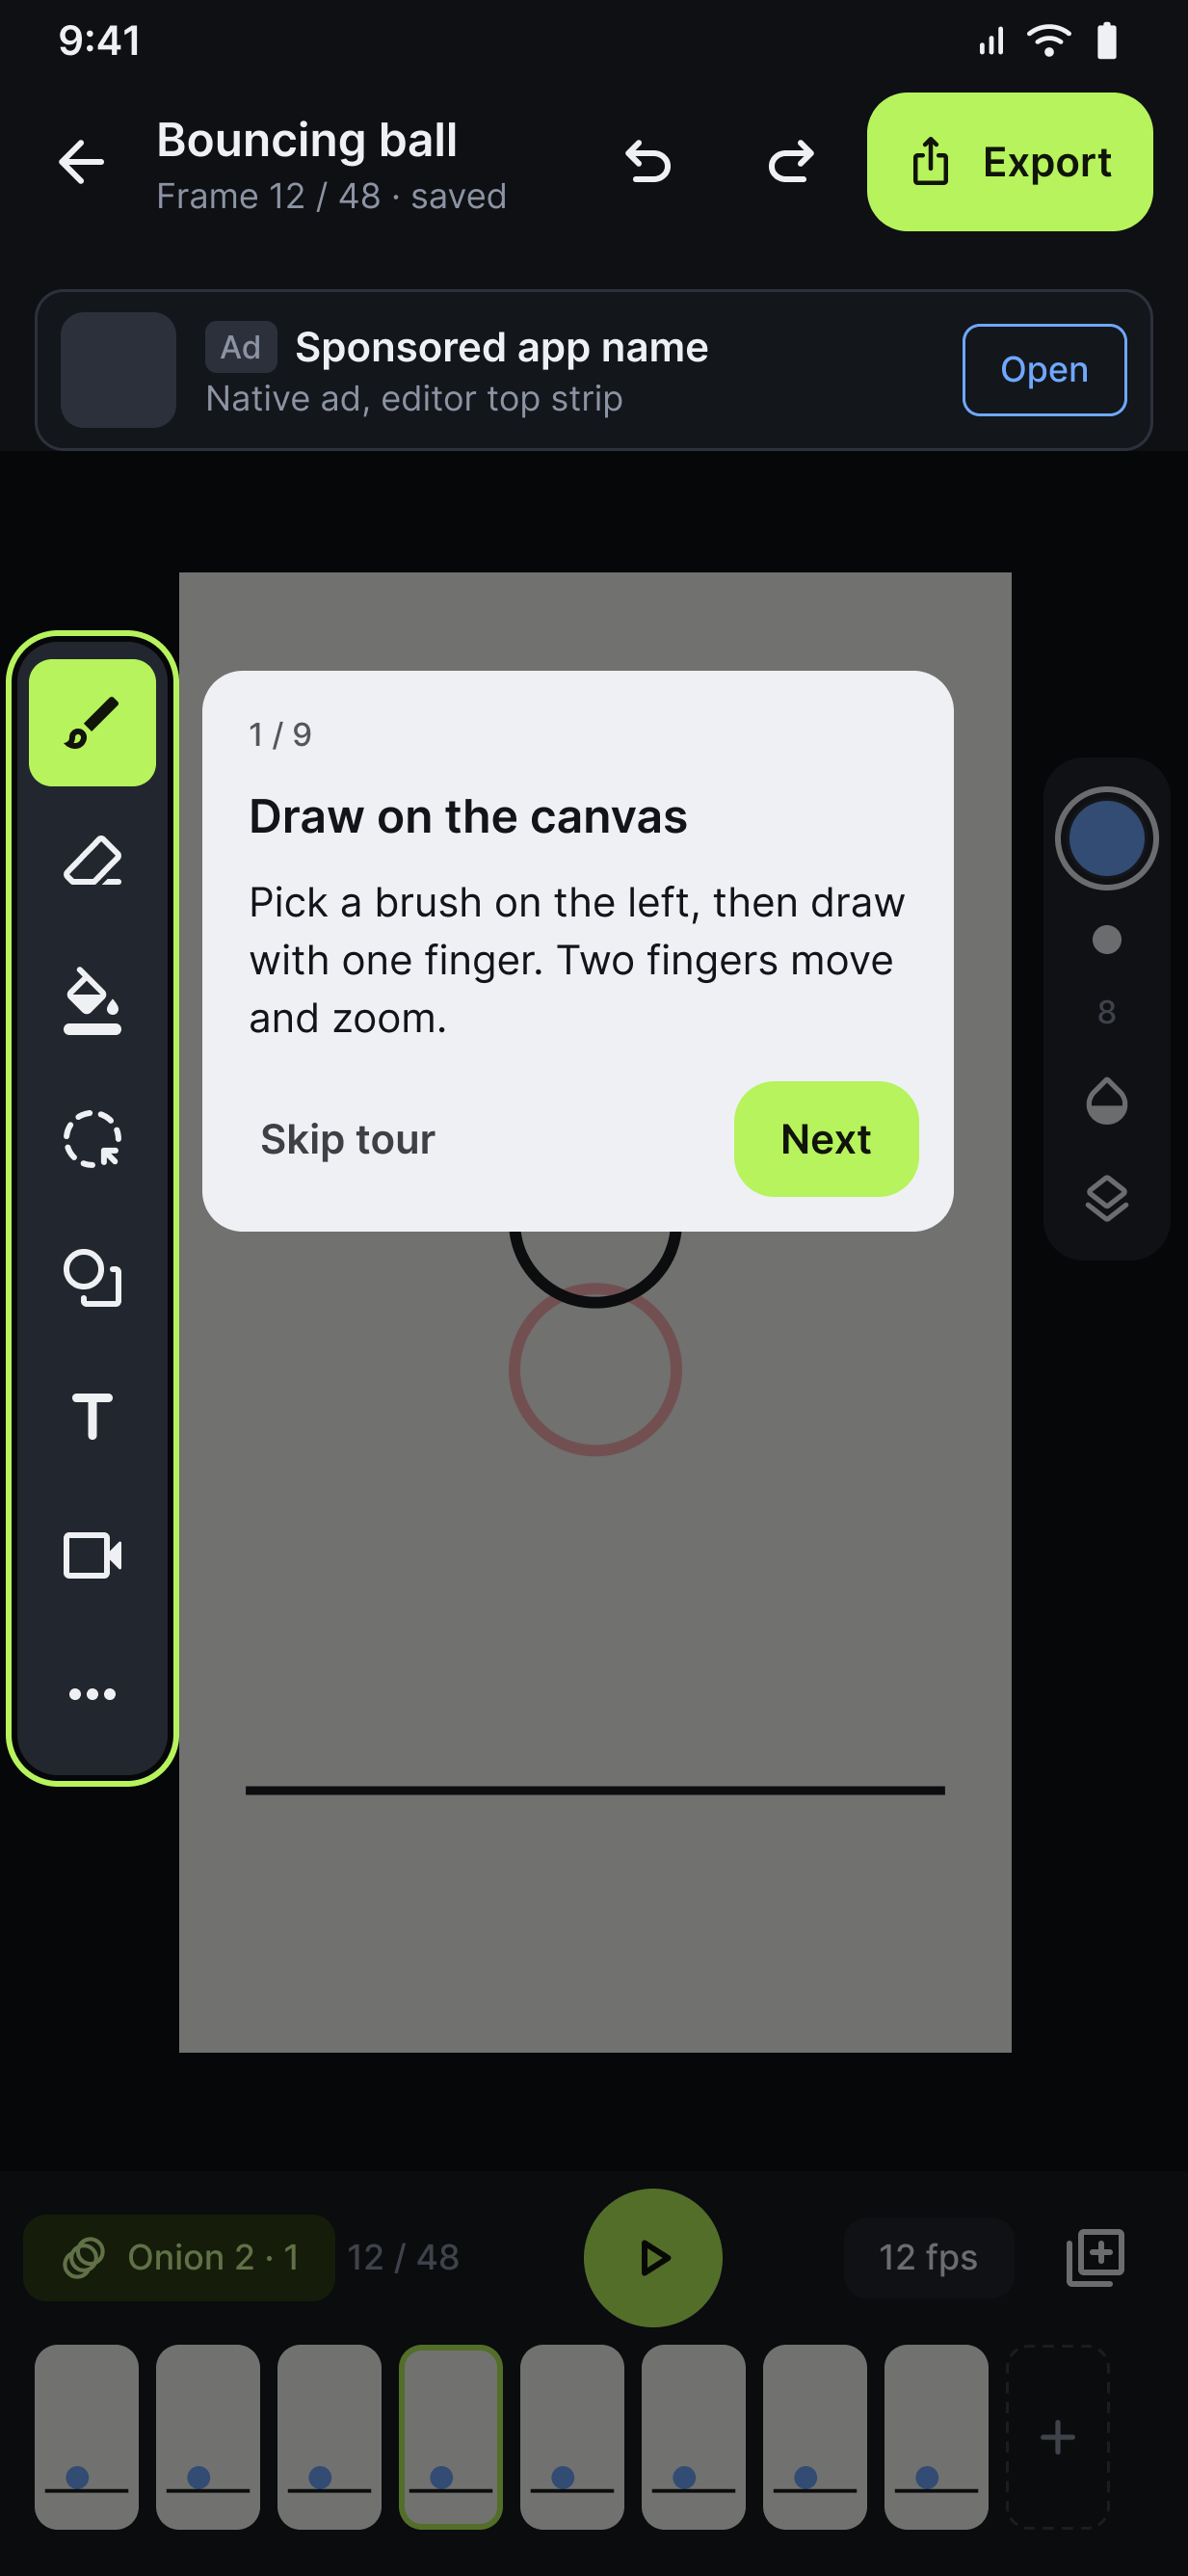 9:41
Bouncing ball
Frame 12 / 48 · saved
Export
Ad Sponsored app name
Native ad, editor top strip
Open
1 / 9
Draw on the canvas
Pick a brush on the left, then draw
with one finger. Two fingers move
and zoom.
Skip tour
Next
8
Onion 2 · 1
12 / 48
12 fps